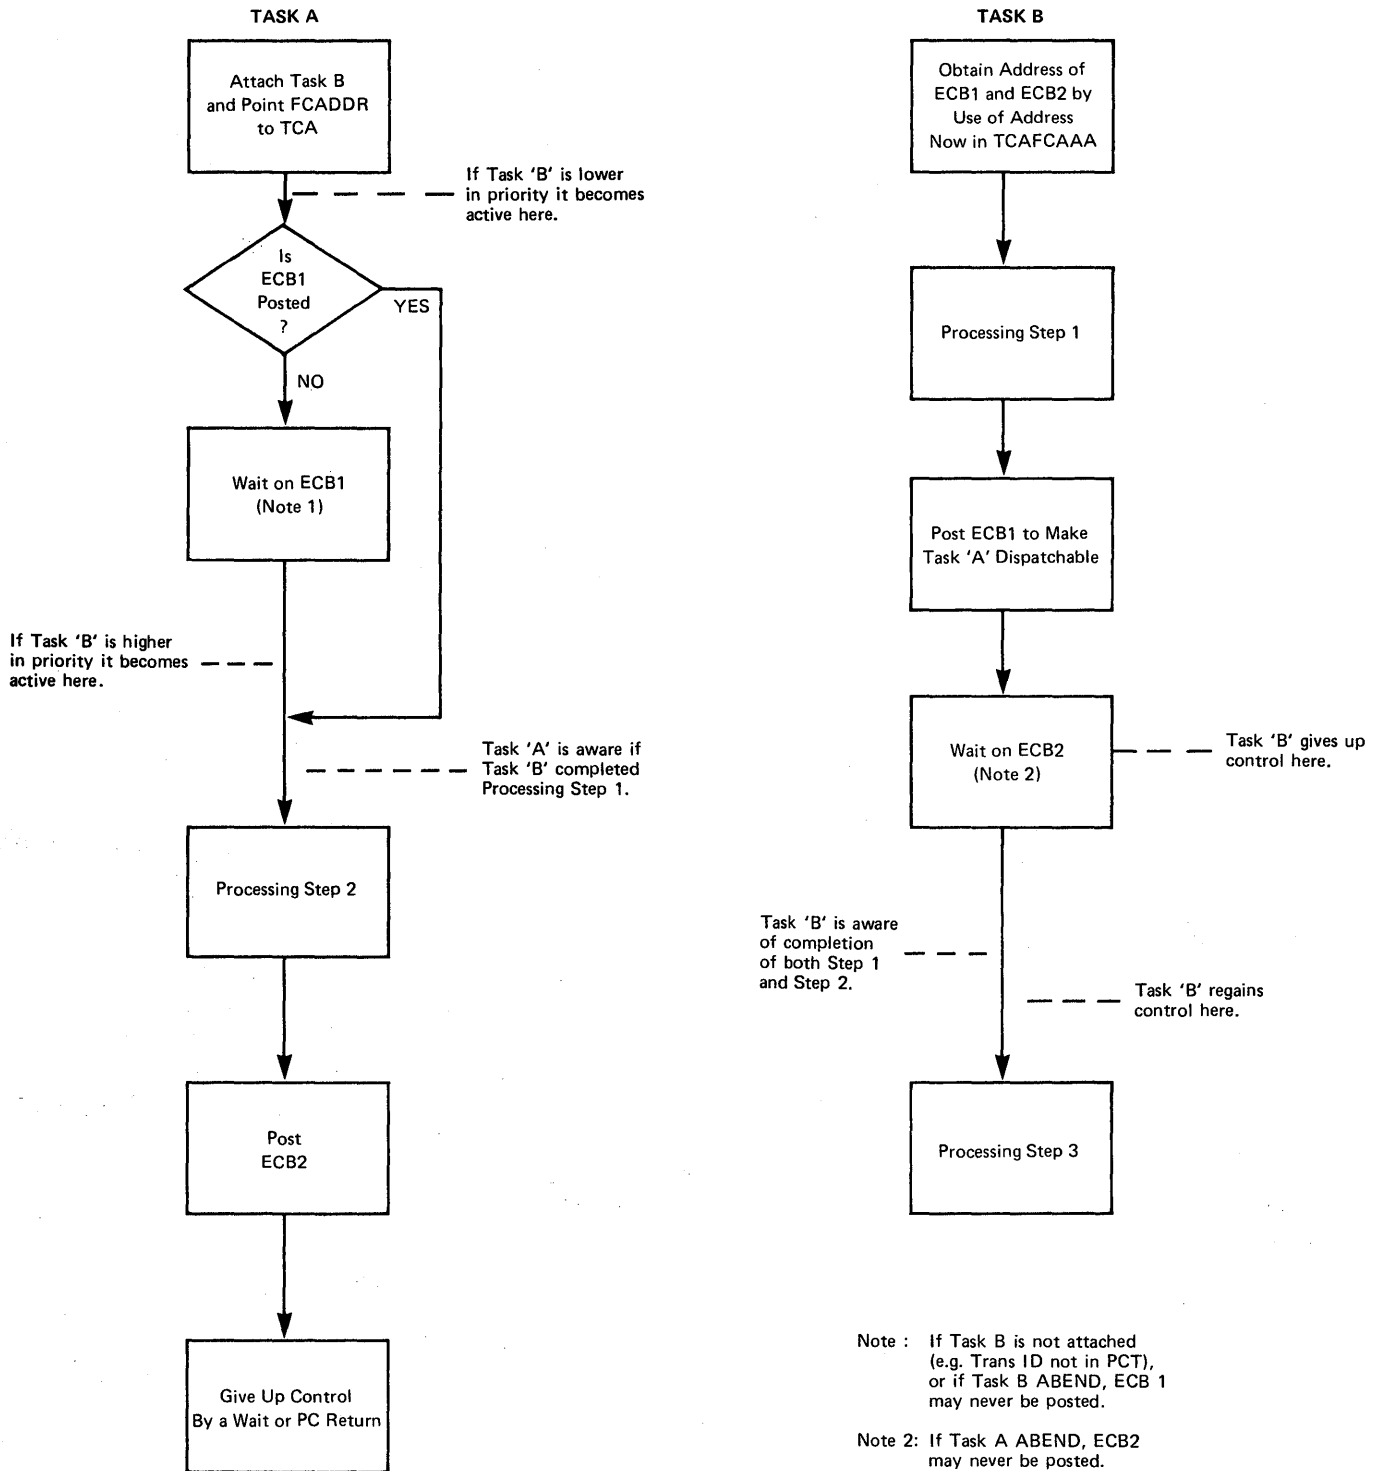 TASK A
Attach Task B
and Point FCADDR
to TCA
If Task 'B' is lower
in priority it becomes
active here.
Is
ECB1
Posted
?
YES
NO
Wait on ECB1
(Note 1)
If Task 'B' is higher
in priority it becomes
active here.
Task 'A' is aware if
Task 'B' completed
Processing Step 1.
Processing Step 2
Post
ECB2
Give Up Control
By a Wait or PC Return
TASK B
Obtain Address of
ECB1 and ECB2 by
Use of Address
Now in TCAFCAAA
Processing Step 1
Post ECB1 to Make
Task 'A' Dispatchable
Wait on ECB2
(Note 2)
Task 'B' gives up
control here.
Task 'B' is aware
of completion
of both Step 1
and Step 2.
Task 'B' regains
control here.
Processing Step 3
Note : If Task B is not attached
(e.g. Trans ID not in PCT),
or if Task B ABEND, ECB 1
may never be posted.
Note 2: If Task A ABEND, ECB2
may never be posted.